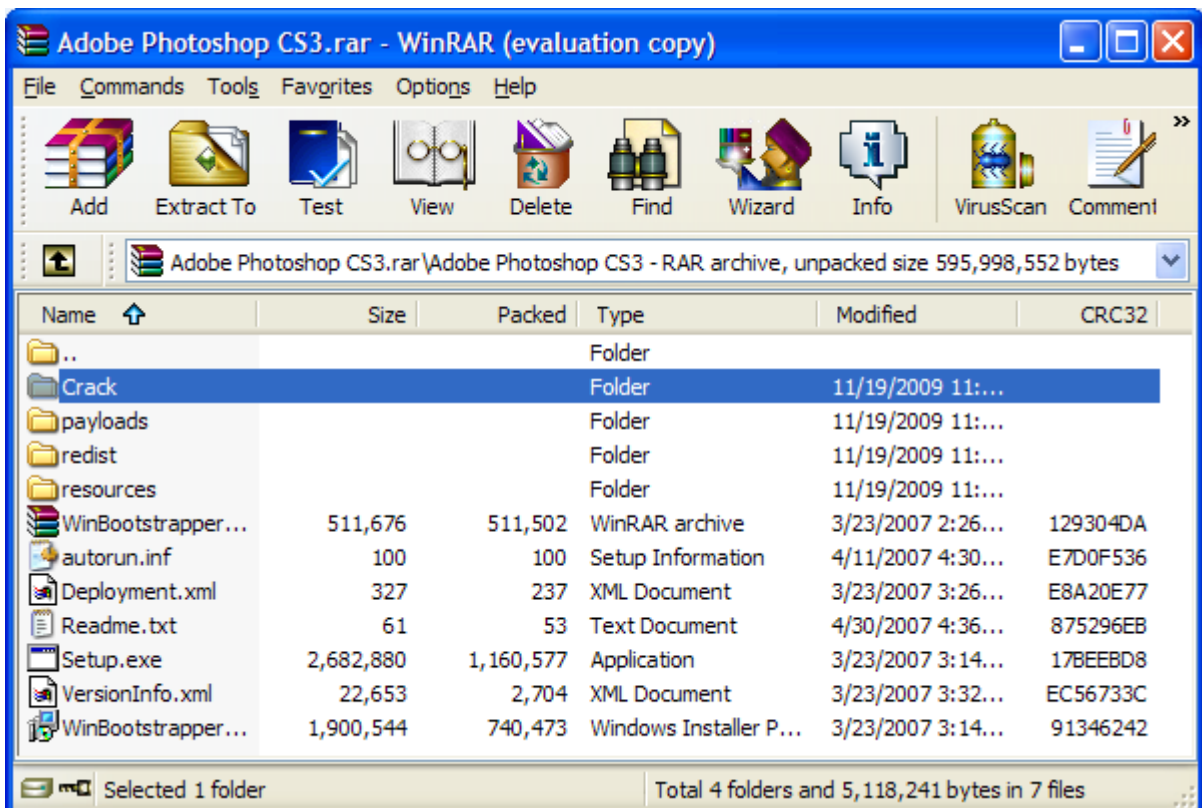 Adobe Photoshop CS3.rar - WinRAR (evaluation copy)
File Commands Tools Favorites Options Help
Add Extract To Test View Delete Find Wizard Info VirusScan Comment
Adobe Photoshop CS3.rar\Adobe Photoshop CS3 - RAR archive, unpacked size 595,998,552 bytes
Name Size Packed Type Modified CRC32
.. Folder
Crack Folder 11/19/2009 11:...
payloads Folder 11/19/2009 11:...
redist Folder 11/19/2009 11:...
resources Folder 11/19/2009 11:...
WinBootstrapper... 511,676 511,502 WinRAR archive 3/23/2007 2:26... 129304DA
autorun.inf 100 100 Setup Information 4/11/2007 4:30... E7D0F536
Deployment.xml 327 237 XML Document 3/23/2007 3:26... E8A20E77
Readme.txt 61 53 Text Document 4/30/2007 4:36... 875296EB
Setup.exe 2,682,880 1,160,577 Application 3/23/2007 3:14... 17BEEBD8
VersionInfo.xml 22,653 2,704 XML Document 3/23/2007 3:32... EC56733C
WinBootstrapper... 1,900,544 740,473 Windows Installer P... 3/23/2007 3:14... 91346242
Selected 1 folder Total 4 folders and 5,118,241 bytes in 7 files